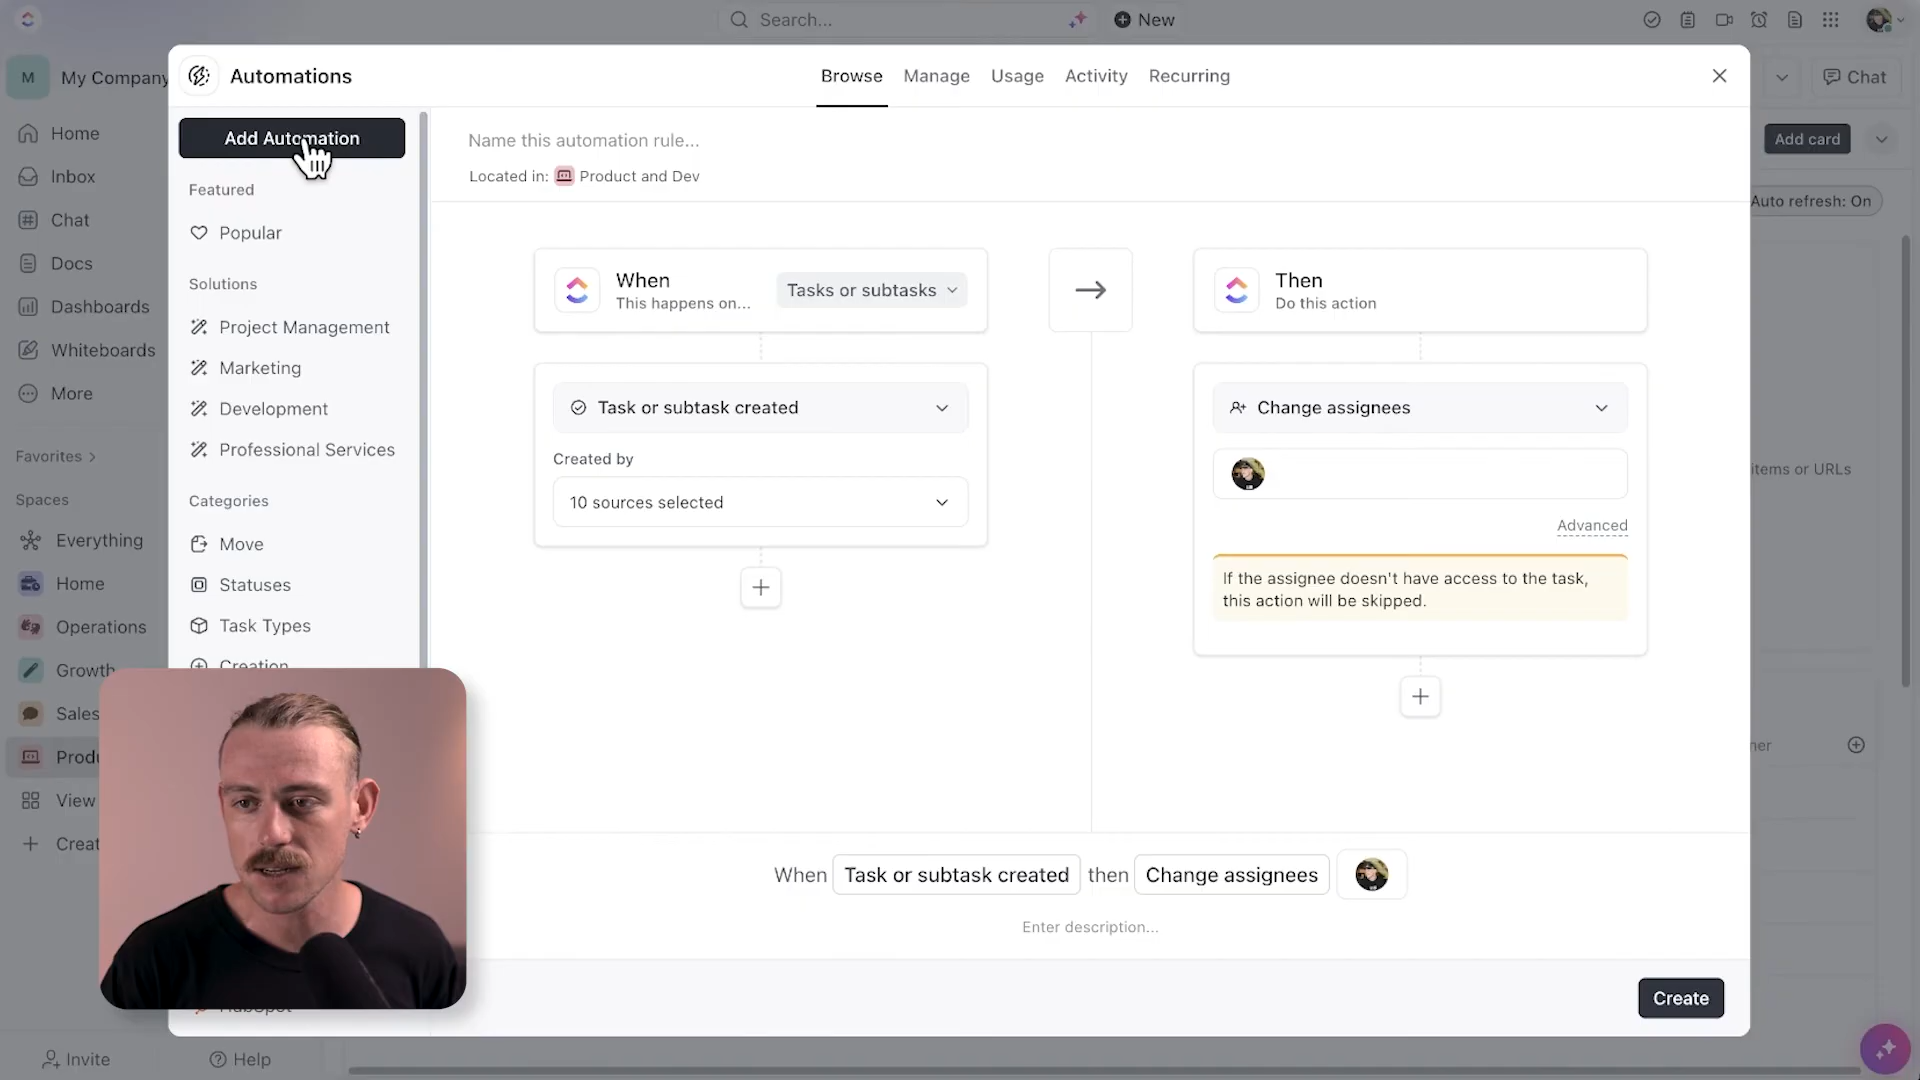 Search...
New
M
My Company
Chat
Home
Inbox
Chat
Docs
Dashboards
Whiteboards
More
Favorites
Spaces
Everything
Home
Operations
Growth
Sales
Produ
View
Creat
Invite
Help
Automations
Browse
Manage
Usage
Activity
Recurring
Add Automation
Featured
Popular
Solutions
Project Management
Marketing
Development
Professional Services
Categories
Move
Statuses
Task Types
Creation
HubSpot
Name this automation rule...
Located in: Product and Dev
When
This happens on...
Tasks or subtasks
Task or subtask created
Created by
10 sources selected
Then
Do this action
Change assignees
Advanced
If the assignee doesn't have access to the task,
this action will be skipped.
When Task or subtask created then Change assignees
Enter description...
Create
Add card
Auto refresh: On
items or URLs
ner